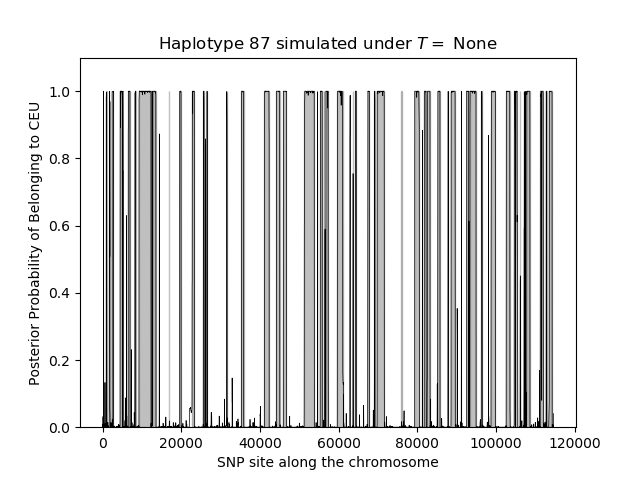 Haplotype 87 simulated under T = None
Posterior Probability of Belonging to CEU
1.0
0.8
0.6
0.4
0.2
0.0
0 20000 40000 60000 80000 100000 120000
SNP site along the chromosome